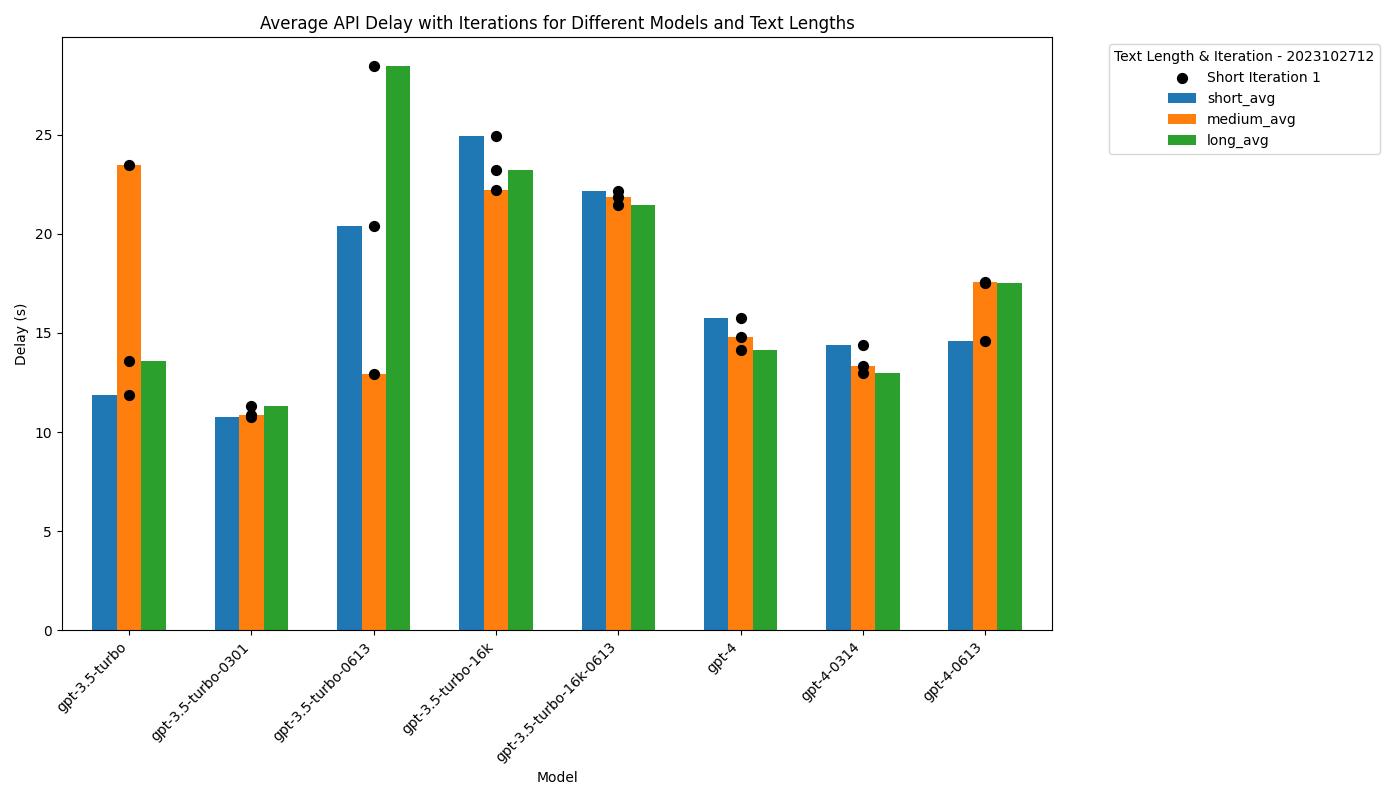 Average API Delay with Iterations for Different Models and Text Lengths
Text Length & Iteration - 2023102712
Short Iteration 1
short_avg
medium_avg
long_avg
Delay (s)
25
20
15
10
5
0
gpt-3.5-turbo
gpt-3.5-turbo-0301
gpt-3.5-turbo-0613
gpt-3.5-turbo-16k
gpt-3.5-turbo-16k-0613
gpt-4
gpt-4-0314
gpt-4-0613
Model